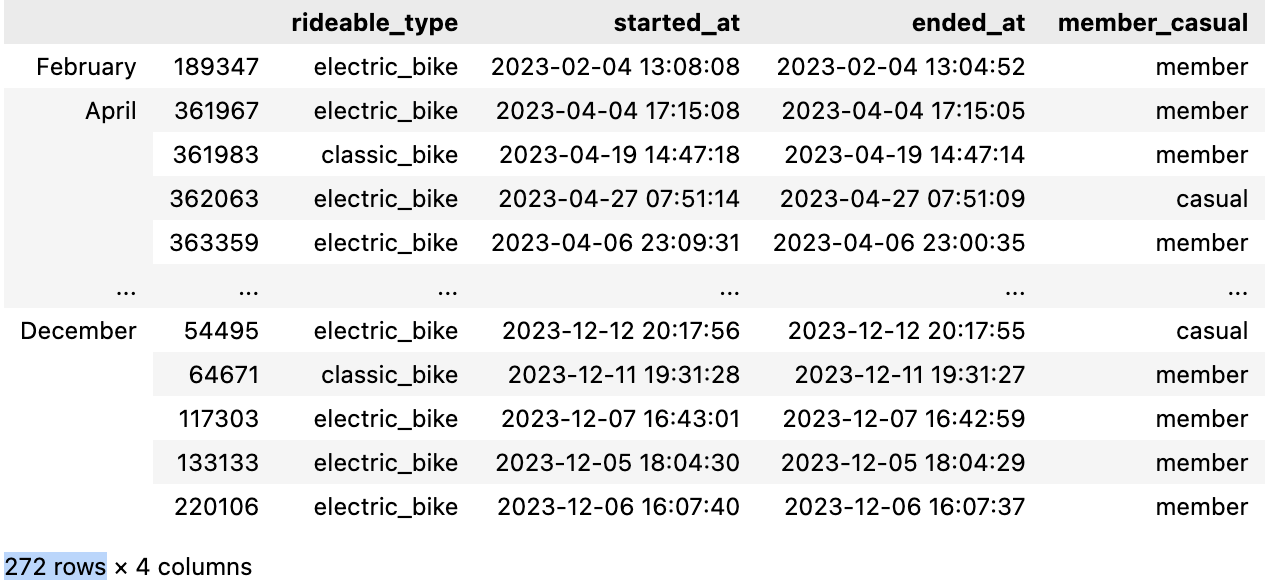 rideable_type started_at ended_at member_casual
February 189347 electric_bike 2023-02-04 13:08:08 2023-02-04 13:04:52 member
April 361967 electric_bike 2023-04-04 17:15:08 2023-04-04 17:15:05 member
361983 classic_bike 2023-04-19 14:47:18 2023-04-19 14:47:14 member
362063 electric_bike 2023-04-27 07:51:14 2023-04-27 07:51:09 casual
363359 electric_bike 2023-04-06 23:09:31 2023-04-06 23:00:35 member
... ... ... ... ... ...
December 54495 electric_bike 2023-12-12 20:17:56 2023-12-12 20:17:55 casual
64671 classic_bike 2023-12-11 19:31:28 2023-12-11 19:31:27 member
117303 electric_bike 2023-12-07 16:43:01 2023-12-07 16:42:59 member
133133 electric_bike 2023-12-05 18:04:30 2023-12-05 18:04:29 member
220106 electric_bike 2023-12-06 16:07:40 2023-12-06 16:07:37 member
272 rows × 4 columns